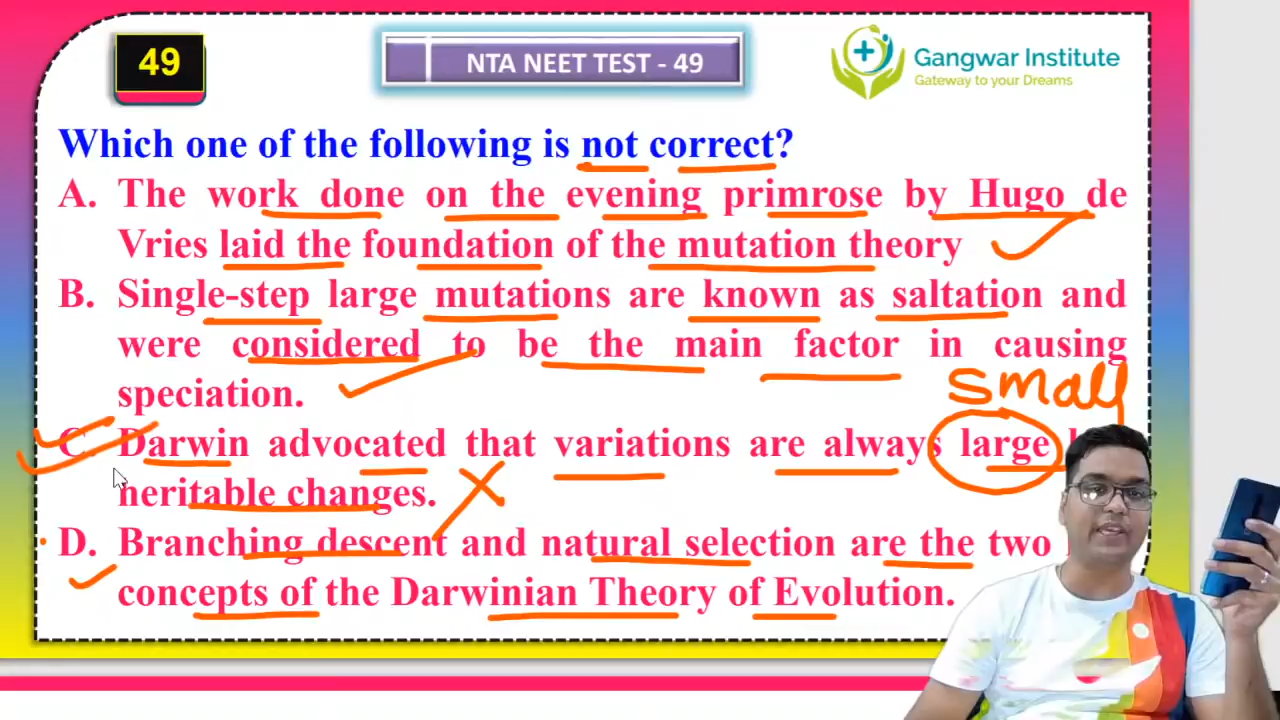 49
NTA NEET TEST - 49
Gangwar Institute
Gateway to your Dreams
Which one of the following is not correct?
A. The work done on the evening primrose by Hugo de
Vries laid the foundation of the mutation theory
B. Single-step large mutations are known as saltation and
were considered to be the main factor in causing
speciation.
small
C. Darwin advocated that variations are always large
heritable changes.
D. Branching descent and natural selection are the two
concepts of the Darwinian Theory of Evolution.